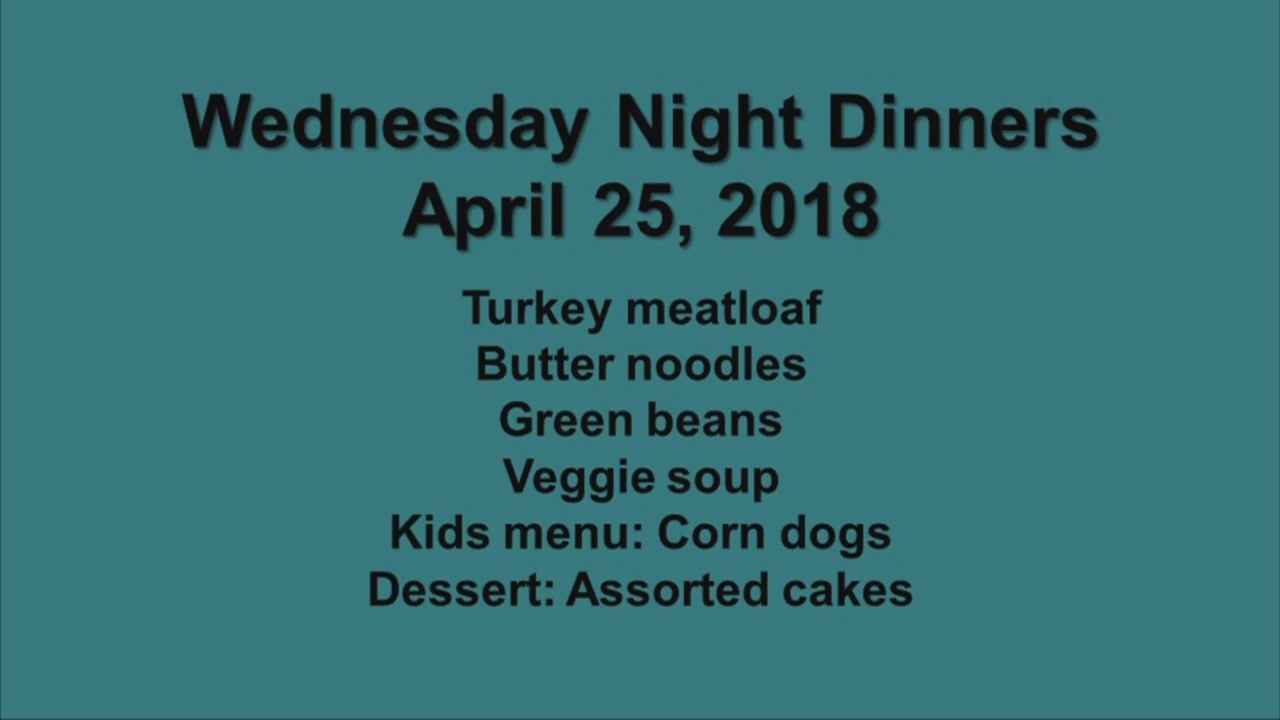 Wednesday Night Dinners
April 25, 2018
Turkey meatloaf
Butter noodles
Green beans
Veggie soup
Kids menu: Corn dogs
Dessert: Assorted cakes